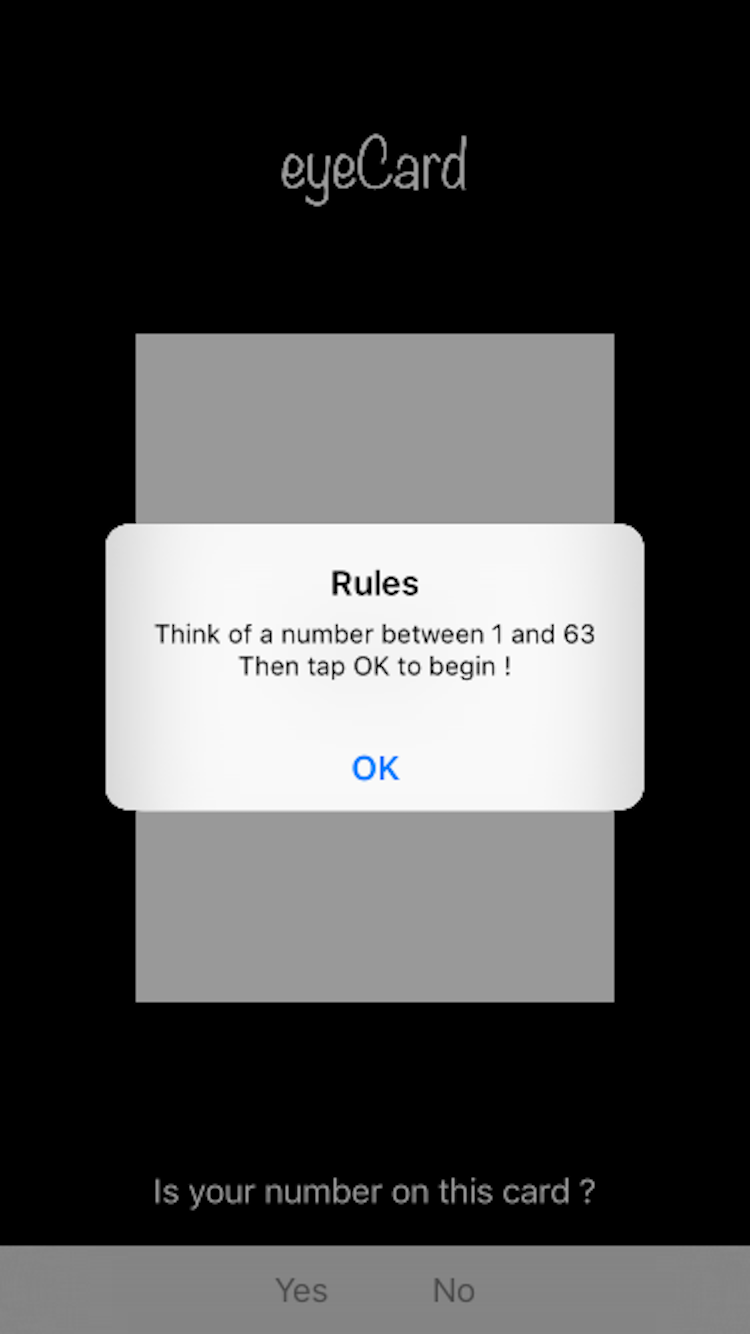 eyeCard
Rules
Think of a number between 1 and 63
Then tap OK to begin !
OK
Is your number on this card ?
Yes No